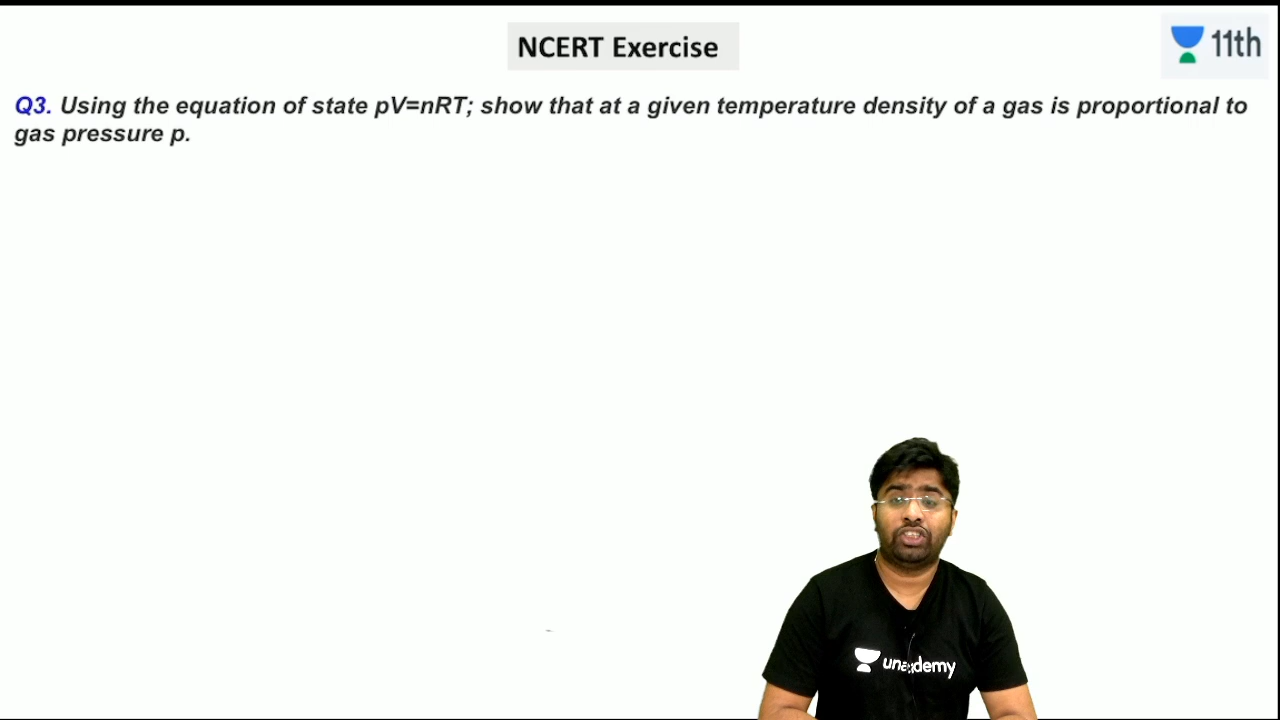 NCERT Exercise
11th
Q3. Using the equation of state pV=nRT; show that at a given temperature density of a gas is proportional to
gas pressure p.
unacademy